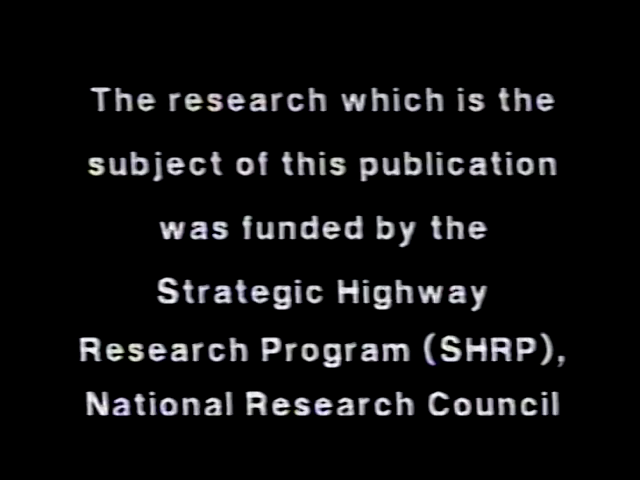 The research which is the
subject of this publication
was funded by the
Strategic Highway
Research Program (SHRP),
National Research Council